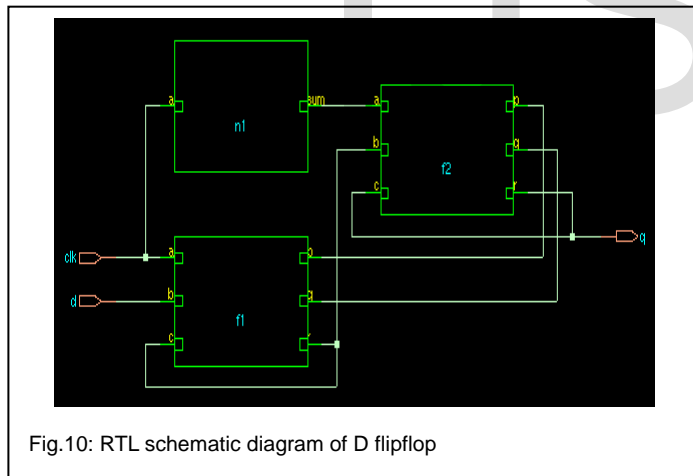 a
sum
n1
a
p
b
q
f2
c
r
clk
a
q
d
b
q
f1
c
Fig.10: RTL schematic diagram of D flipflop